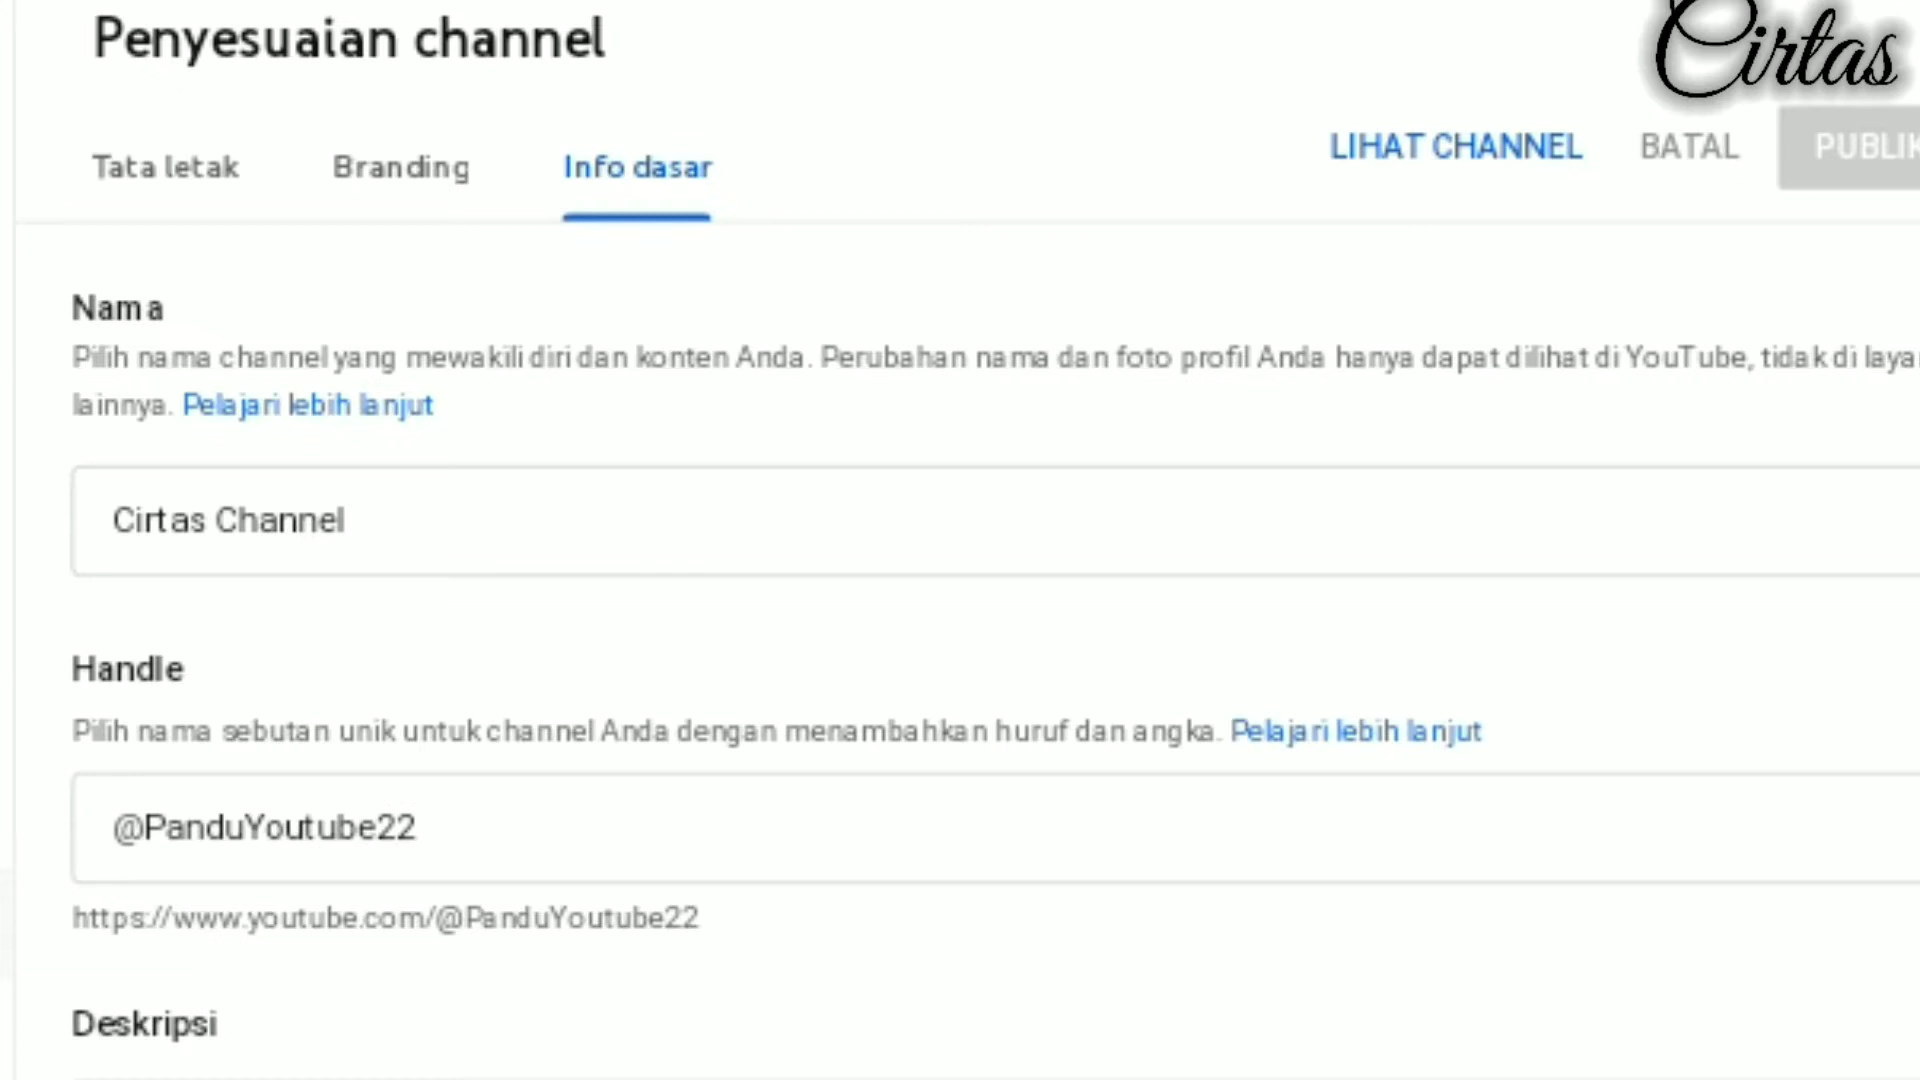 Penyesuaian channel
Cirtas
Tata letak
Branding
Info dasar
LIHAT CHANNEL
BATAL
Nama
Pilih nama channel yang mewakili diri dan konten Anda. Perubahan nama dan foto profil Anda hanya dapat dilihat di YouTube, tidak di
lainnya. Pelajari lebih lanjut
Cirtas Channel
Handle
Pilih nama sebutan unik untuk channel Anda dengan menambahkan huruf dan angka. Pelajari lebih lanjut
@PanduYoutube22
https://www.youtube.com/@PanduYoutube22
Deskripsi